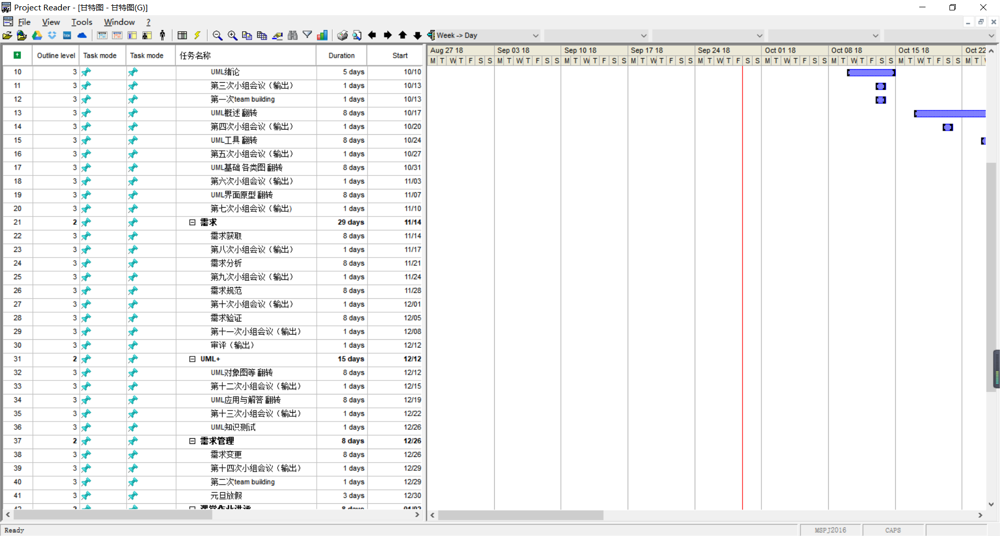 Project Reader - [甘特图 - 甘特图(G)]
File View Tools Window ?
Week -> Day
Outline level Task mode Task mode 任务名称 Duration Start
Aug 27 18 Sep 03 18 Sep 10 18 Sep 17 18 Sep 24 18 Oct 01 18 Oct 08 18 Oct 15 18 Oct 22
M T W T F S S M T W T F S S M T W T F S S M T W T F S S M T W T F S S M T W T F S S M T W T F S S M T W T F S S M T W
10 3 UML绪论 5 days 10/10
11 3 第三次小组会议（输出） 1 days 10/13
12 3 第一次team building 1 days 10/13
13 3 UML概述 翻转 8 days 10/17
14 3 第四次小组会议（输出） 1 days 10/20
15 3 UML工具 翻转 8 days 10/24
16 3 第五次小组会议（输出） 1 days 10/27
17 3 UML基础 各类图 翻转 8 days 10/31
18 3 第六次小组会议（输出） 1 days 11/03
19 3 UML界面原型 翻转 8 days 11/07
20 3 第七次小组会议（输出) 1 days 11/10
21 2 需求 29 days 11/14
22 3 需求获取 8 days 11/14
23 3 第八次小组会议（输出） 1 days 11/17
24 3 需求分析 8 days 11/21
25 3 第九次小组会议（输出） 1 days 11/24
26 3 需求规范 8 days 11/28
27 3 第十次小组会议（输出） 1 days 12/01
28 3 需求验证 8 days 12/05
29 3 第十一次小组会议（输出） 1 days 12/08
30 3 审评（输出） 1 days 12/12
31 2 UML+ 15 days 12/12
32 3 UML对象图等 翻转 8 days 12/12
33 3 第十二次小组会议（输出） 1 days 12/15
34 3 UML应用与解答 翻转 8 days 12/19
35 3 第十三次小组会议（输出） 1 days 12/22
36 3 UML知识测试 1 days 12/26
37 2 需求管理 8 days 12/26
38 3 需求变更 8 days 12/26
39 3 第十四次小组会议（输出） 1 days 12/29
40 3 第二次team building 1 days 12/29
41 3 元旦放假 3 days 12/30
42 2 课堂作业讲评 8 days 01/02
Ready MSPJ2016 CAPS